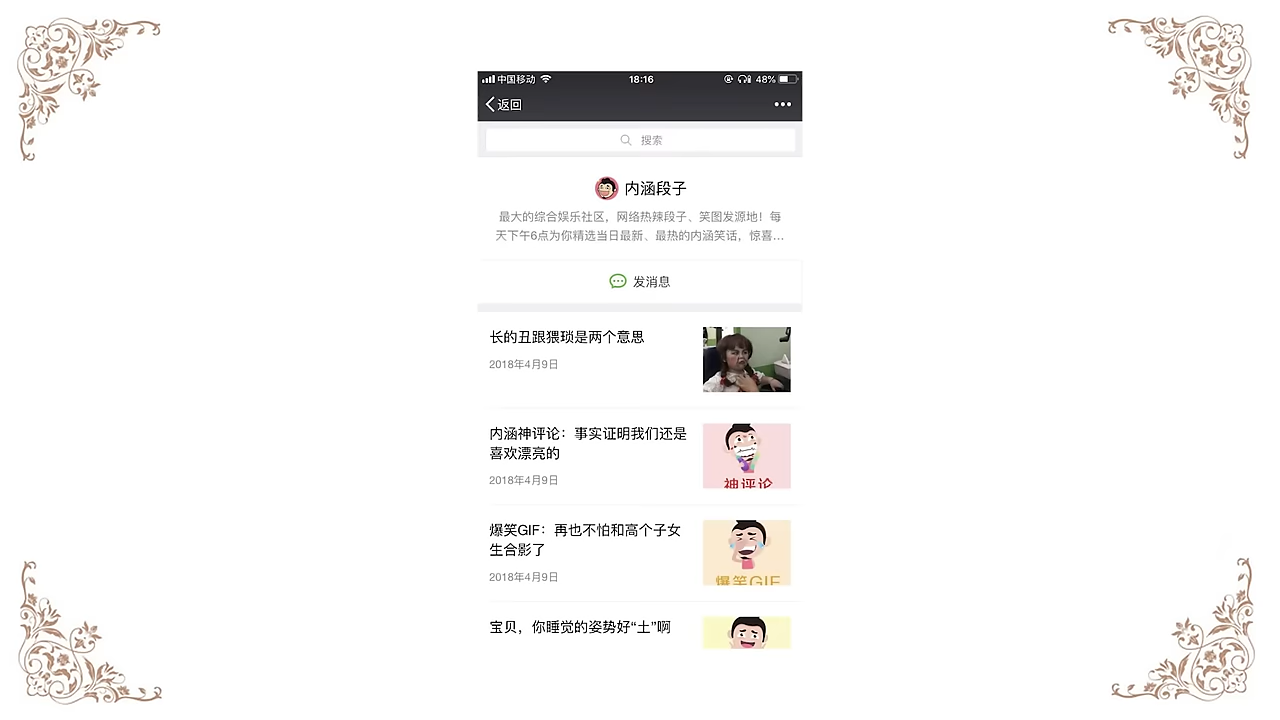 中国移动 18:16 48%
返回
搜索
内涵段子
最大的综合娱乐社区，网络热辣段子、笑图发源地！每
天下午6点为你精选当日最新、最热的内涵笑话，惊喜...
发消息
长的丑跟猥琐是两个意思
2018年4月9日
内涵神评论：事实证明我们还是
喜欢漂亮的
2018年4月9日
神评论
爆笑GIF：再也不怕和高个子女
生合影了
2018年4月9日
爆笑GIF
宝贝，你睡觉的姿势好“土”啊